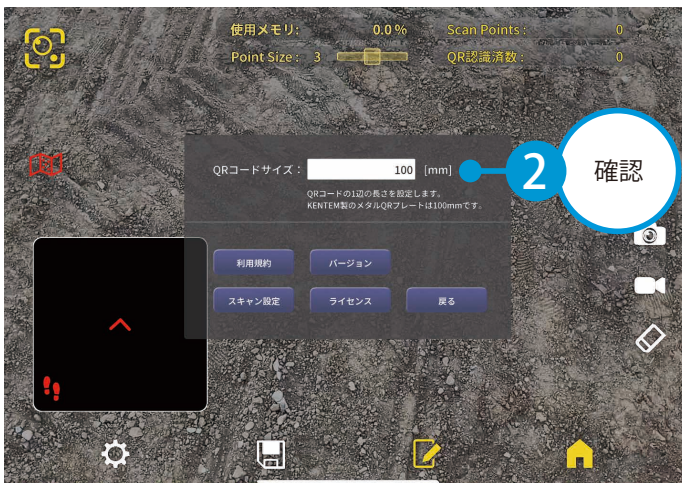 使用メモリ: 0.0 % Scan Points : 0
Point Size : 3 QR認識済数 : 0
QRコードサイズ : 100 [mm]
2 確認
QRコードの1辺の長さを設定します。
KENTEM製のメタルQRプレートは100mmです。
利用規約 バージョン
スキャン設定 ライセンス 戻る